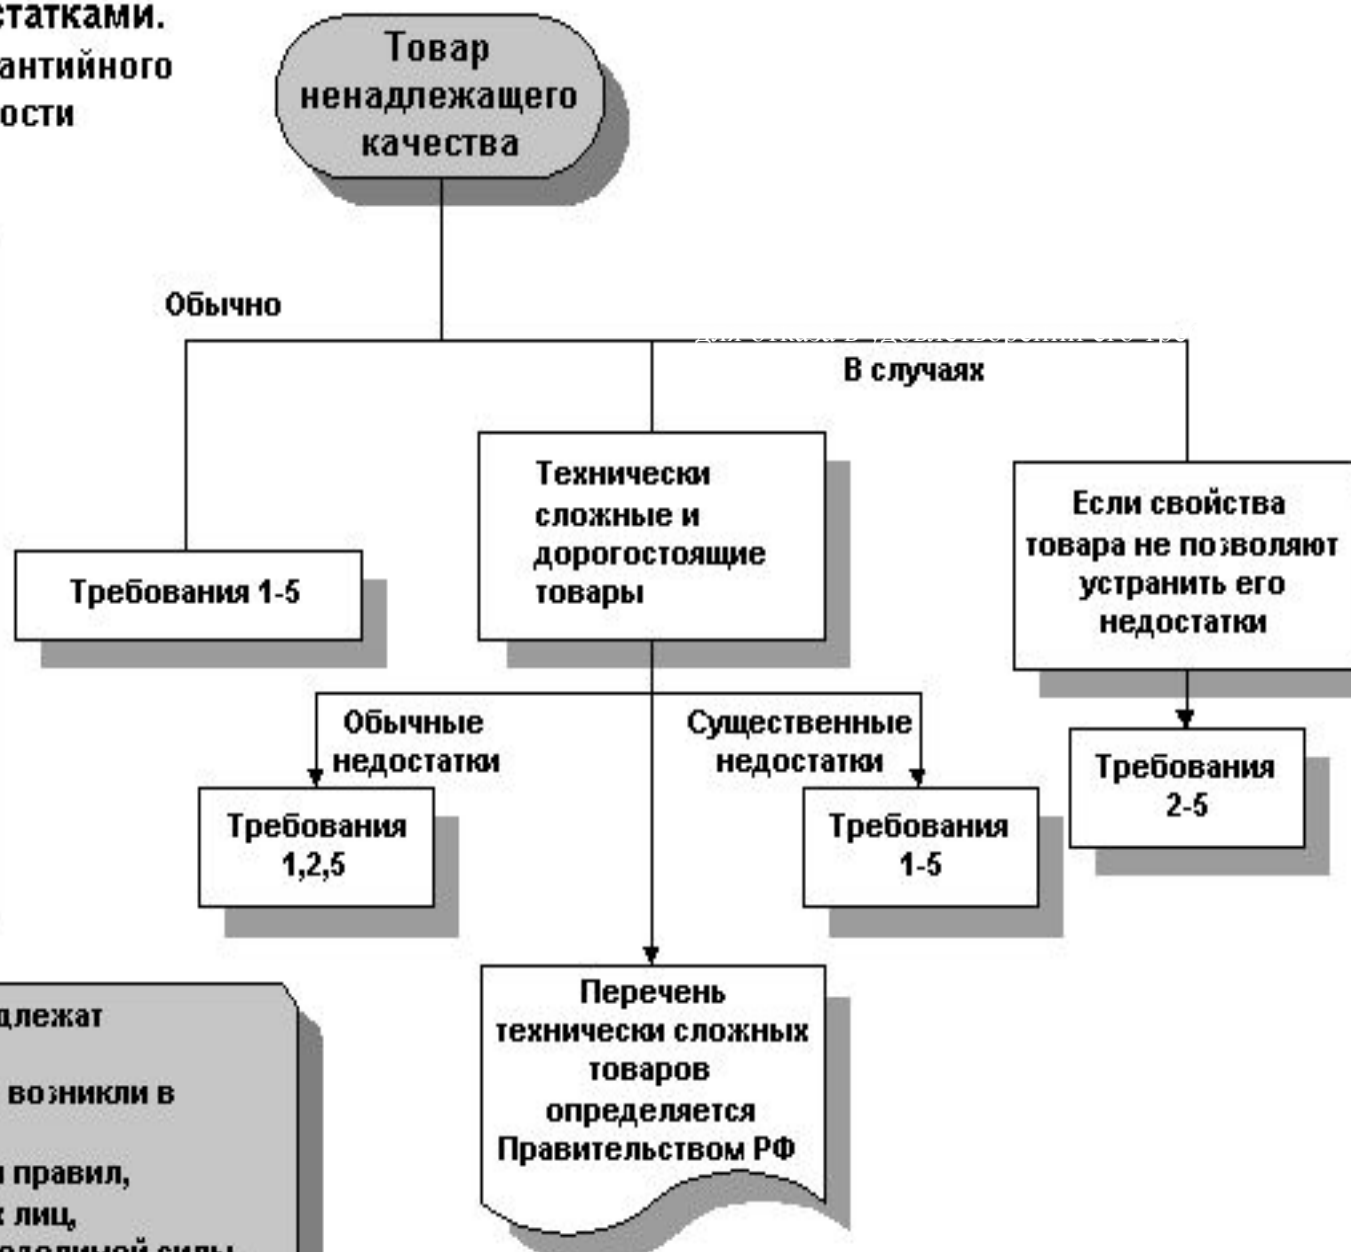 статками.
антийного
ости
Товар
ненадлежащего
качества
Обычно
В случаях
Технически
сложные и
дорогостоящие
товары
Если свойства
товара не позволяют
устранить его
недостатки
Требования 1-5
Обычные
недостатки
Существенные
недостатки
Требования
2-5
Требования
1,2,5
Требования
1-5
Перечень
технически сложных
товаров
определяется
Правительством РФ
длежат
возникли в
правил,
лиц,
силы